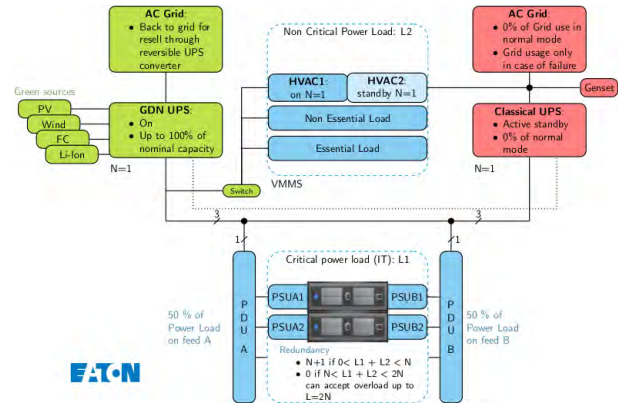 AC Grid:
• Back to grid for
resell through
reversible UPS
converter
Non Critical Power Load: L2
AC Grid:
• 0% of Grid use in
normal mode
• Grid usage only
in case of failure
HVAC1:
on N=1
HVAC2:
standby N=1
Genset
Green sources
PV
Wind
FC
Li-Ion
GDN UPS:
• On
• Up to 100% of
nominal capacity
Non Essential Load
Essential Load
Classical UPS:
• Active standby
• 0% of normal
mode
N=1
N=1
Switch
VMMS
3
3
1
1
Critical power load (IT): L1
PDU A
PSUA1
PSUB1
PSUA2
PSUB2
PDU B
50 % of
Power Load
on feed A
50 % of
Power Load
on feed B
Redundancy
• N+1 if 0< L1 + L2 < N
• 0 if N< L1 + L2 < 2N
can accept overload up to
L=2N
EATON